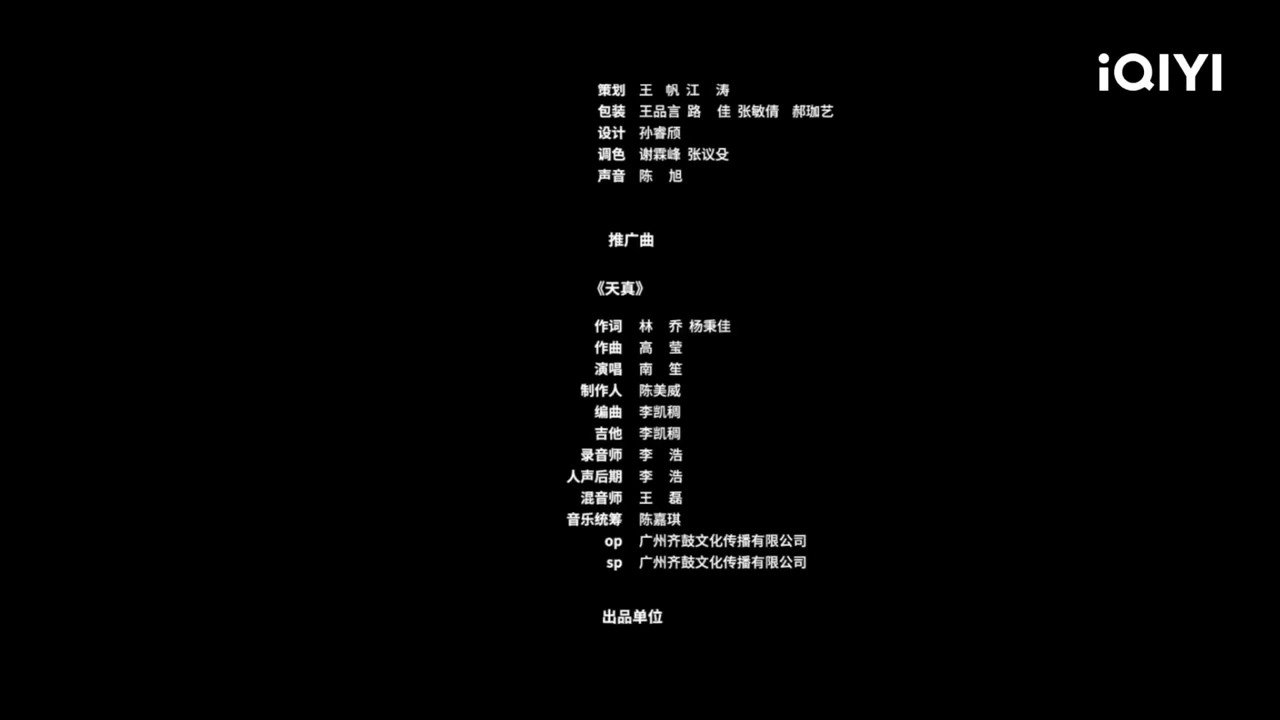 iQIYI
策划 王 帆 江 涛
包装 王品言 路 佳 张敏倩 郝珈艺
设计 孙睿颀
调色 谢霖峰 张议殳
声音 陈 旭
推广曲
《天真》
作词 林 乔 杨秉佳
作曲 高 莹
演唱 南 笙
制作人 陈美威
编曲 李凯稠
吉他 李凯稠
录音师 李 浩
人声后期 李 浩
混音师 王 磊
音乐统筹 陈嘉琪
op 广州齐鼓文化传播有限公司
sp 广州齐鼓文化传播有限公司
出品单位